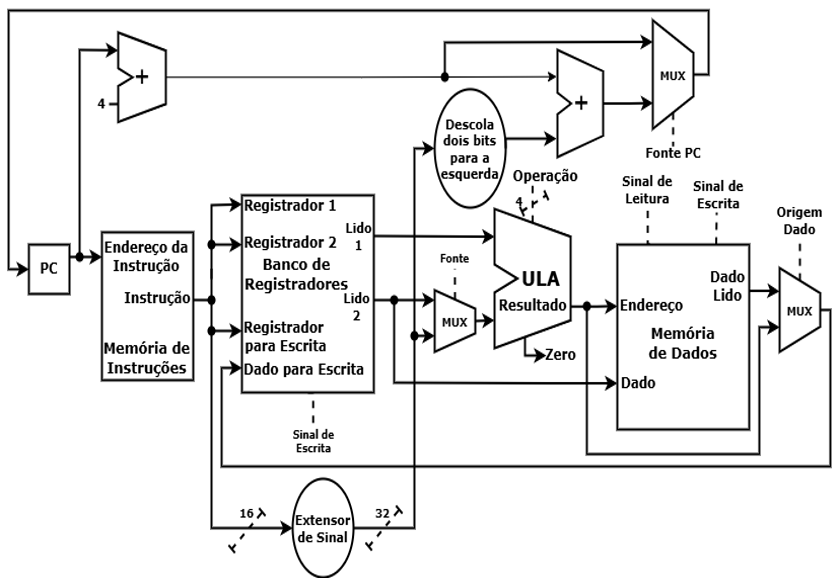 +
4
MUX
Descola
dois bits
para a
esquerda
+
Fonte PC
Operação
4
Sinal de
Leitura
Sinal de
Escrita
Origem
Dado
PC
Endereço da
Instrução
Instrução
Memória de
Instruções
Registrador 1
Registrador 2
Banco de
Registradores
Registrador
para Escrita
Dado para Escrita
Lido
1
Lido
2
Sinal de
Escrita
Fonte
MUX
ULA
Resultado
Zero
Endereço
Dado
Lido
Memória
de Dados
Dado
MUX
16
Extensor
de Sinal
32